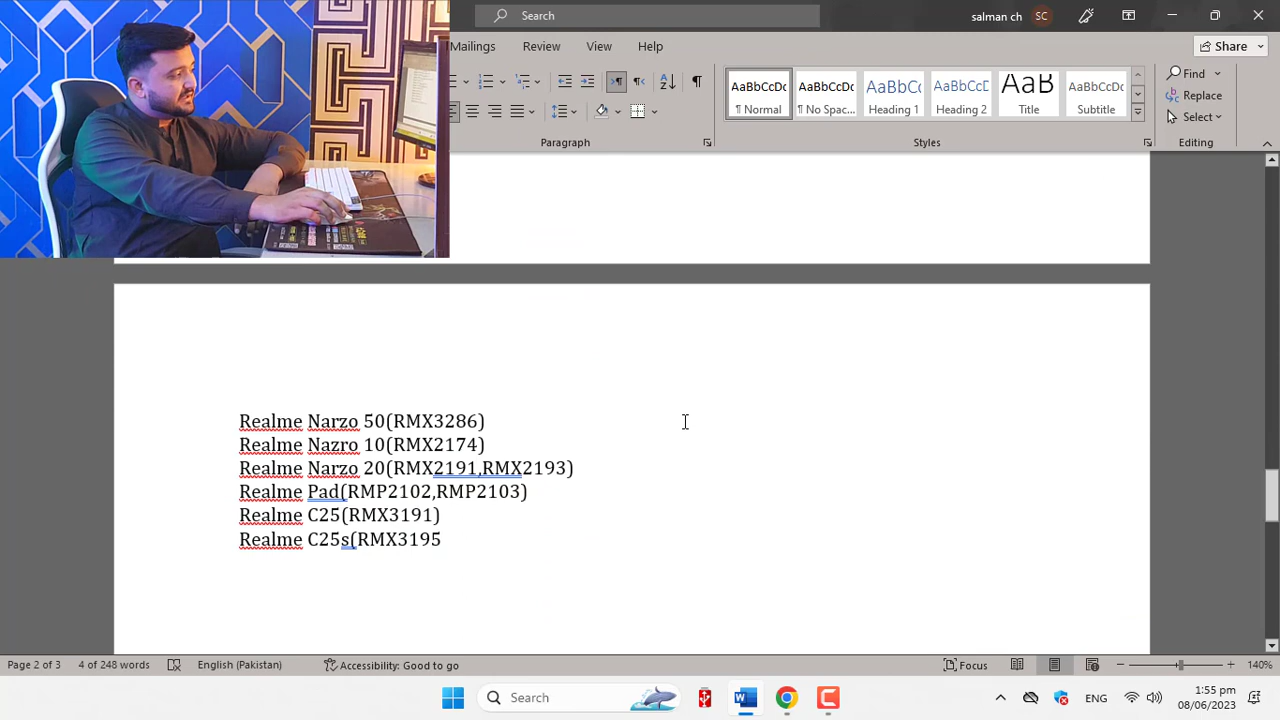 Search
salman ch
SC
Mailings
Review
View
Help
Share
Find
Replace
Select
AaBbCcDc
¶ Normal
AaBbCcDc
¶ No Spac...
AaBbCc
Heading 1
AaBbCcD
Heading 2
AaB
Title
AaBbCcD
Subtitle
Paragraph
Styles
Editing
Realme Narzo 50(RMX3286)
Realme Nazro 10(RMX2174)
Realme Narzo 20(RMX2191,RMX2193)
Realme Pad(RMP2102,RMP2103)
Realme C25(RMX3191)
Realme C25s(RMX3195
Page 2 of 3
4 of 248 words
English (Pakistan)
Accessibility: Good to go
Focus
140%
Search
ENG
1:55 pm
08/06/2023